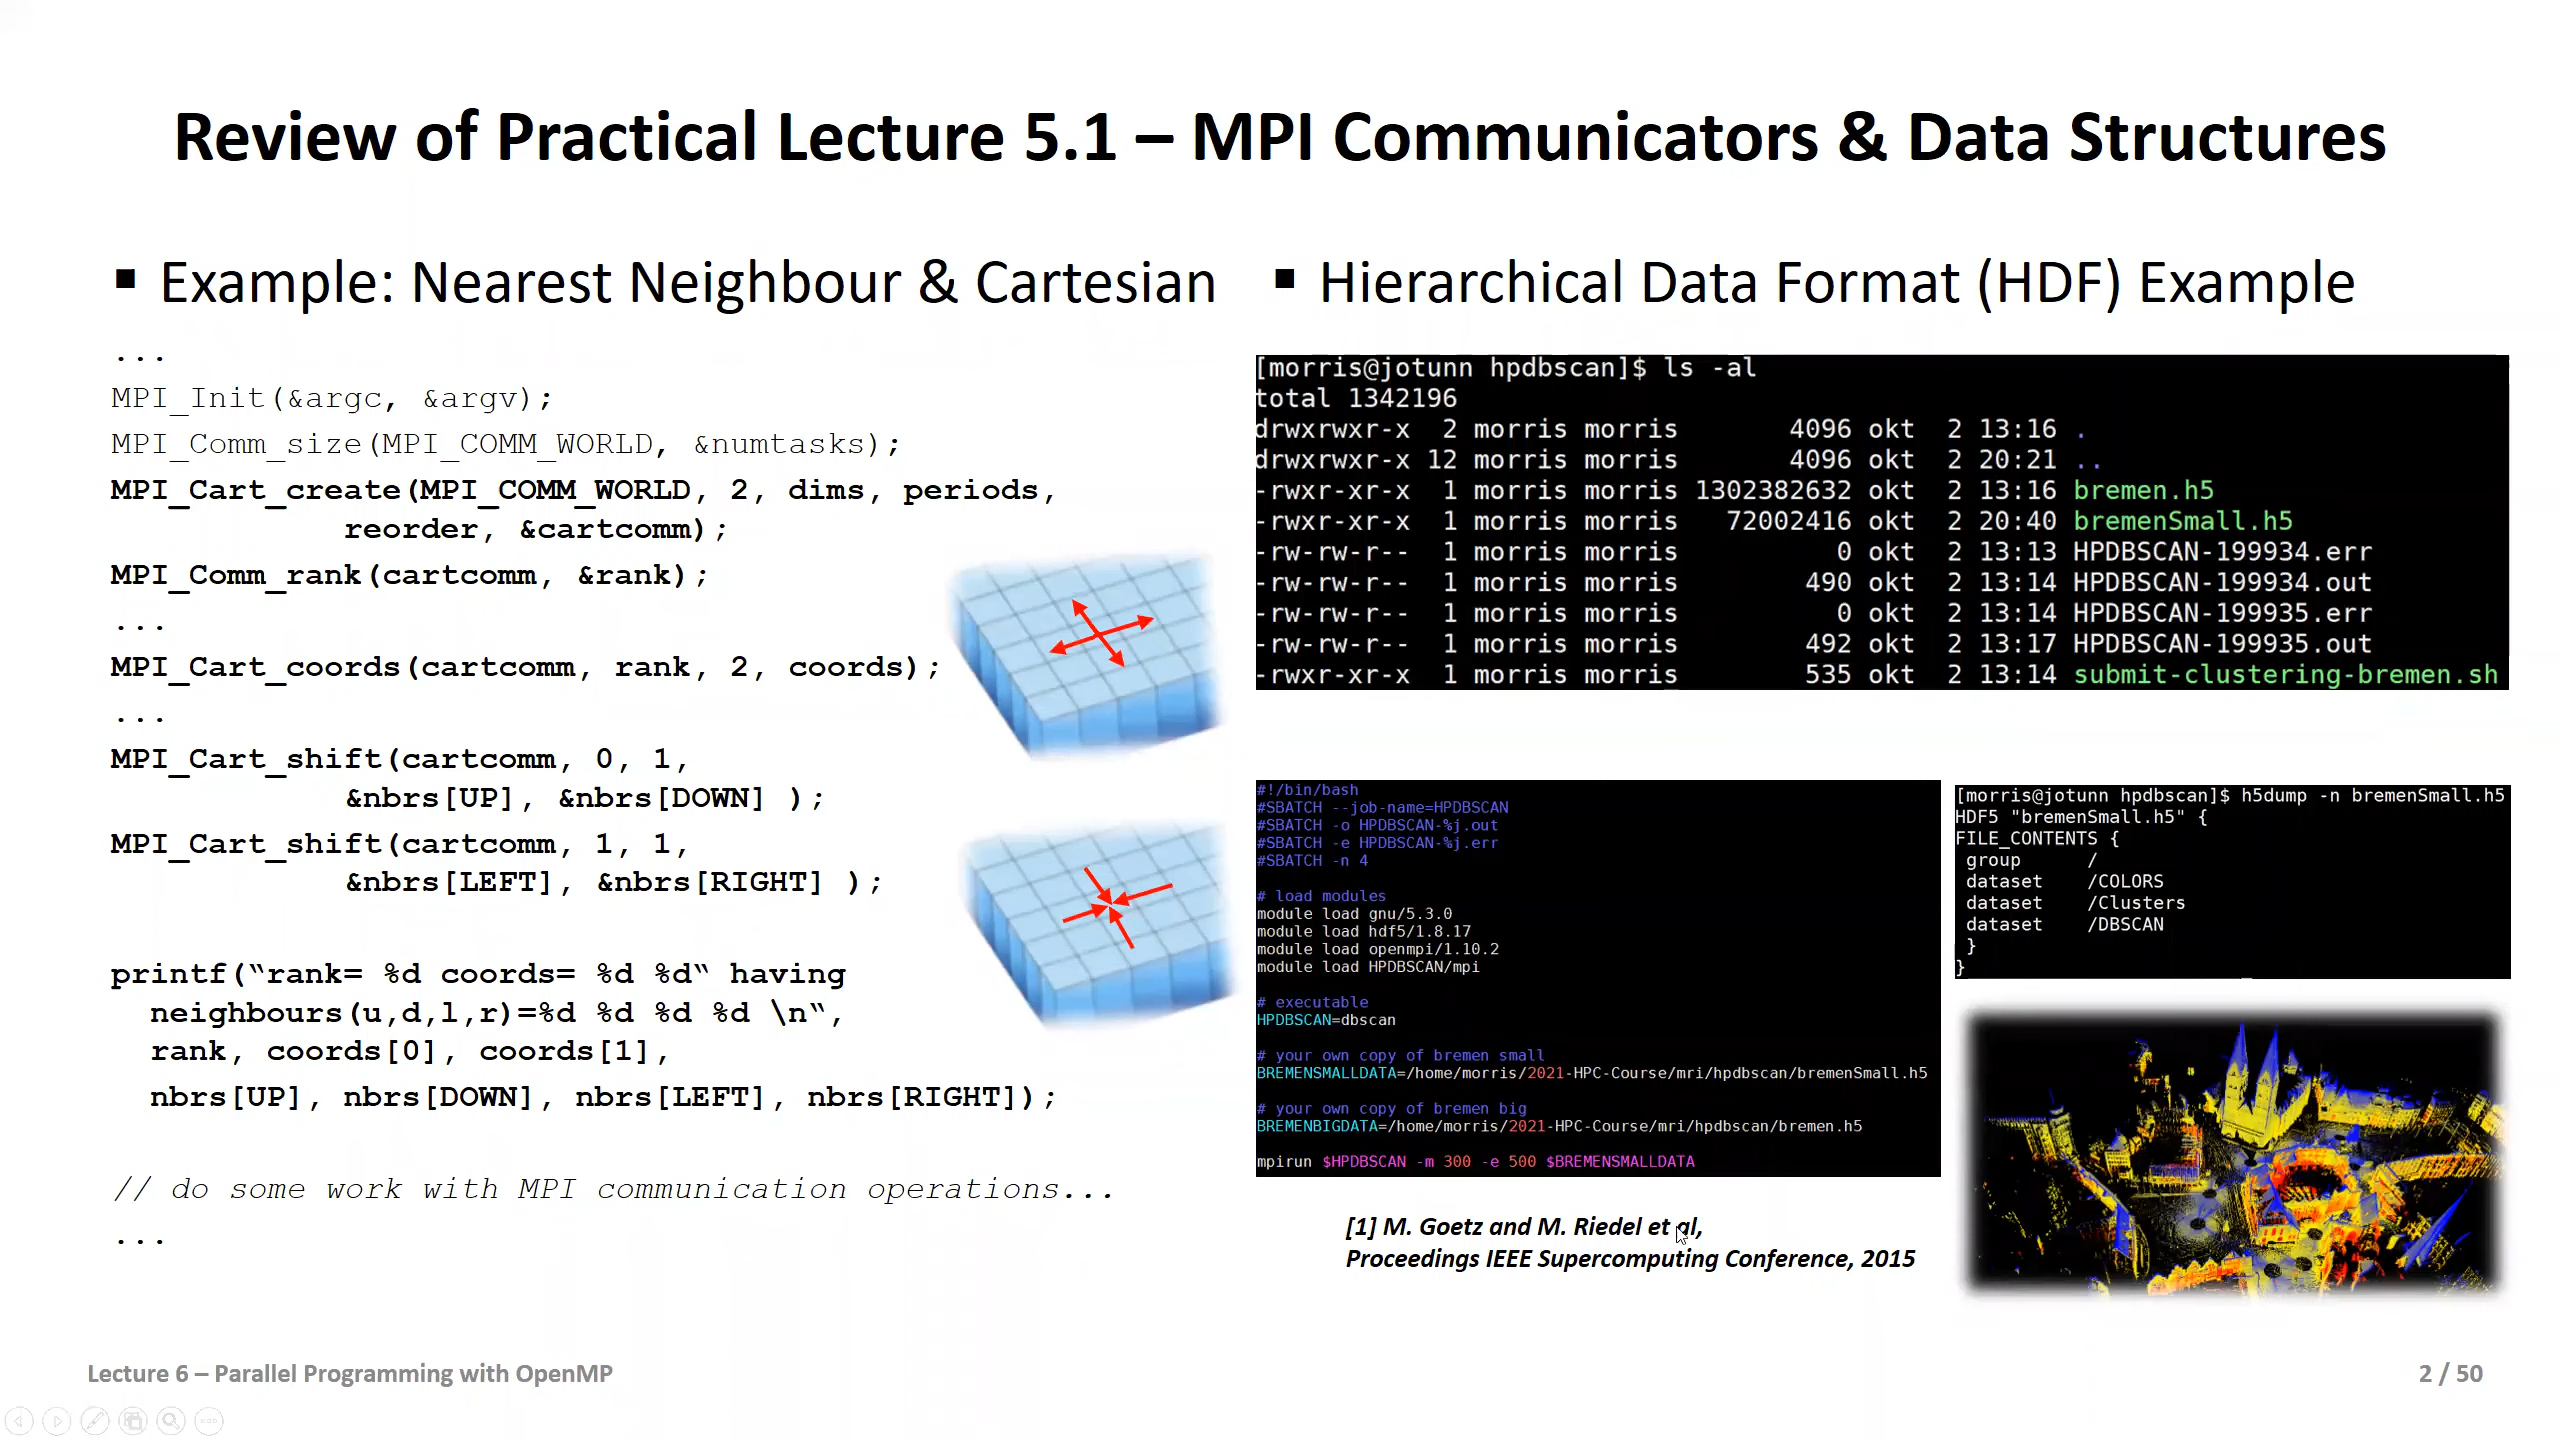 Review of Practical Lecture 5.1 – MPI Communicators & Data Structures
▪ Example: Nearest Neighbour & Cartesian
...
MPI_Init(&argc, &argv);
MPI_Comm_size(MPI_COMM_WORLD, &numtasks);
MPI_Cart_create(MPI_COMM_WORLD, 2, dims, periods,
reorder, &cartcomm);
MPI_Comm_rank(cartcomm, &rank);
...
MPI_Cart_coords(cartcomm, rank, 2, coords);
...
MPI_Cart_shift(cartcomm, 0, 1,
&nbrs[UP], &nbrs[DOWN] );
MPI_Cart_shift(cartcomm, 1, 1,
&nbrs[LEFT], &nbrs[RIGHT] );
printf(“rank= %d coords= %d %d“ having
neighbours(u,d,l,r)=%d %d %d %d \n“,
rank, coords[0], coords[1],
nbrs[UP], nbrs[DOWN], nbrs[LEFT], nbrs[RIGHT]);
// do some work with MPI communication operations...
...
▪ Hierarchical Data Format (HDF) Example
[morris@jotunn hpdbscan]$ ls -al
total 1342196
drwxrwxr-x  2 morris morris       4096 okt  2 13:16 .
drwxrwxr-x 12 morris morris       4096 okt  2 20:21 ..
-rwxr-xr-x  1 morris morris 1302382632 okt  2 13:16 bremen.h5
-rwxr-xr-x  1 morris morris   72002416 okt  2 20:40 bremenSmall.h5
-rw-rw-r--  1 morris morris          0 okt  2 13:13 HPDBSCAN-199934.err
-rw-rw-r--  1 morris morris        490 okt  2 13:14 HPDBSCAN-199934.out
-rw-rw-r--  1 morris morris          0 okt  2 13:14 HPDBSCAN-199935.err
-rw-rw-r--  1 morris morris        492 okt  2 13:17 HPDBSCAN-199935.out
-rwxr-xr-x  1 morris morris        535 okt  2 13:14 submit-clustering-bremen.sh
#!/bin/bash
#SBATCH --job-name=HPDBSCAN
#SBATCH -o HPDBSCAN-%j.out
#SBATCH -e HPDBSCAN-%j.err
#SBATCH -n 4
# load modules
module load gnu/5.3.0
module load hdf5/1.8.17
module load openmpi/1.10.2
module load HPDBSCAN/mpi
# executable
HPDBSCAN=dbscan
# your own copy of bremen small
BREMENSMALLDATA=/home/morris/2021-HPC-Course/mri/hpdbscan/bremenSmall.h5
# your own copy of bremen big
BREMENBIGDATA=/home/morris/2021-HPC-Course/mri/hpdbscan/bremen.h5
mpirun $HPDBSCAN -m 300 -e 500 $BREMENSMALLDATA
[morris@jotunn hpdbscan]$ h5dump -n bremenSmall.h5
HDF5 "bremenSmall.h5" {
FILE_CONTENTS {
group      /
dataset    /COLORS
dataset    /Clusters
dataset    /DBSCAN
}
}
[1] M. Goetz and M. Riedel et al,
Proceedings IEEE Supercomputing Conference, 2015
Lecture 6 – Parallel Programming with OpenMP
2 / 50